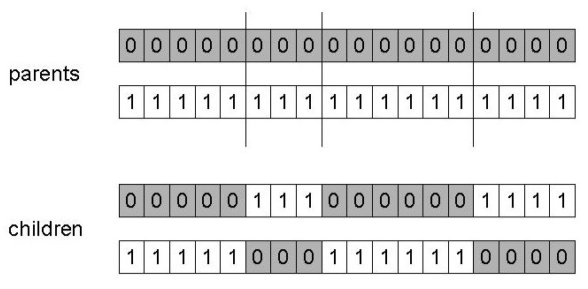 0 0 0 0 0 0 0 0 0 0 0 0 0 0 0 0 0 0
parents
1 1 1 1 1 1 1 1 1 1 1 1 1 1 1 1 1 1
0 0 0 0 0 1 1 1 0 0 0 0 0 0 1 1 1 1
children
1 1 1 1 1 0 0 0 1 1 1 1 1 1 0 0 0 0